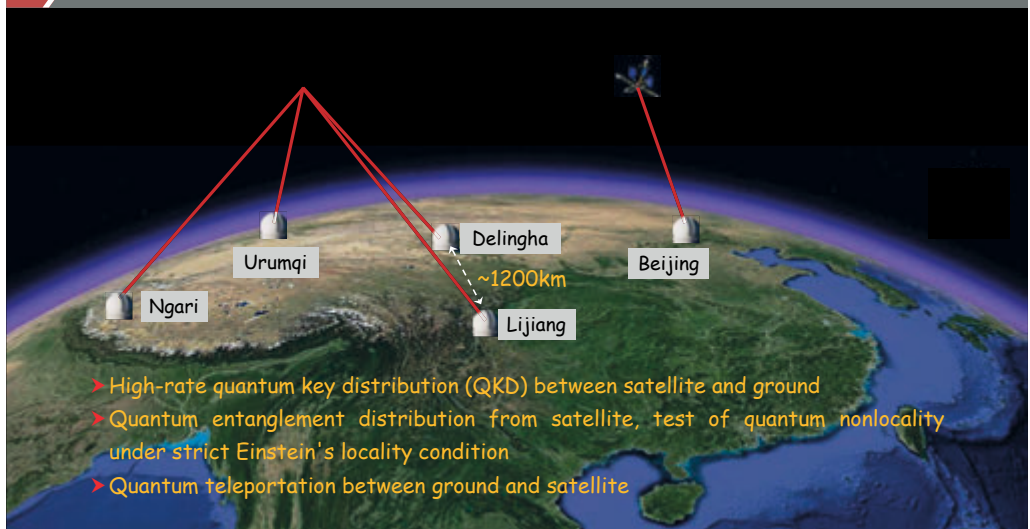 Delingha
Urumqi
Beijing
~1200km
Ngari
Lijiang
➤ High-rate quantum key distribution (QKD) between satellite and ground
➤ Quantum entanglement distribution from satellite, test of quantum nonlocality
under strict Einstein's locality condition
➤ Quantum teleportation between ground and satellite